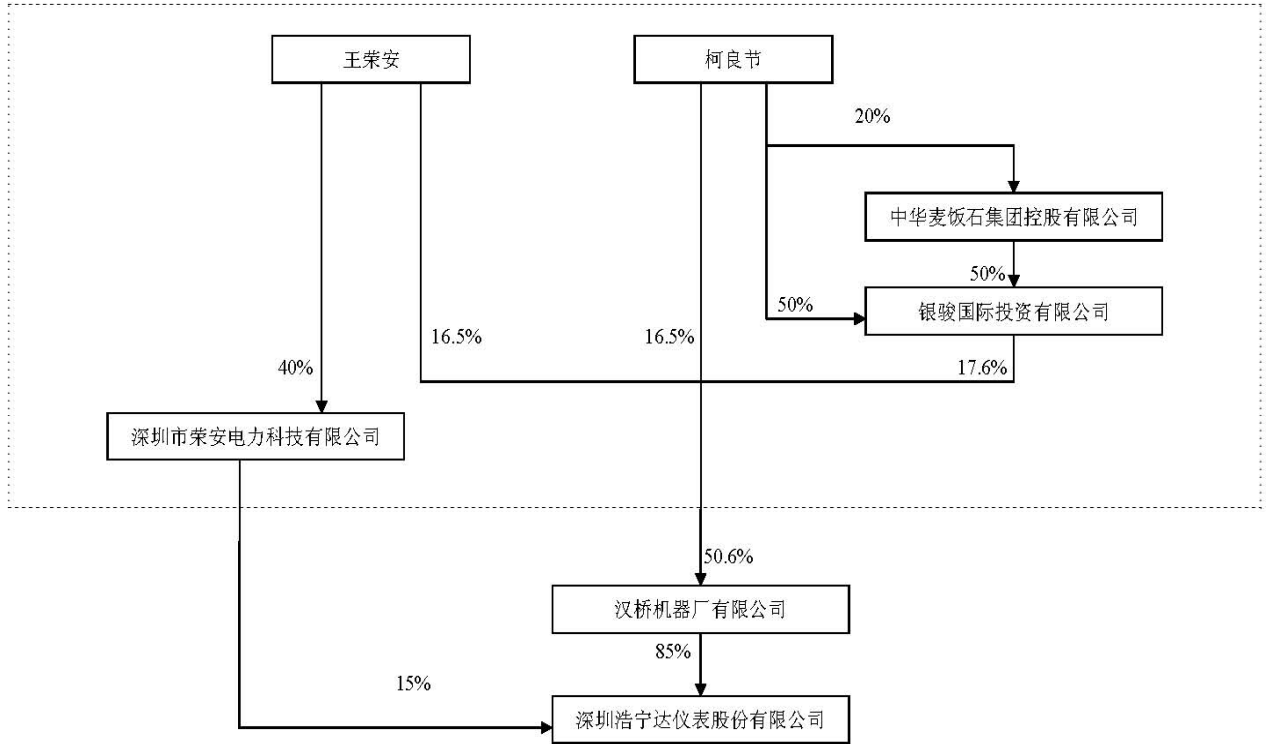 王荣安
柯良节
20%
中华麦饭石集团控股有限公司
50%
银骏国际投资有限公司
50%
16.5%
16.5%
17.6%
40%
深圳市荣安电力科技有限公司
50.6%
汉桥机器厂有限公司
85%
15%
深圳浩宁达仪表股份有限公司